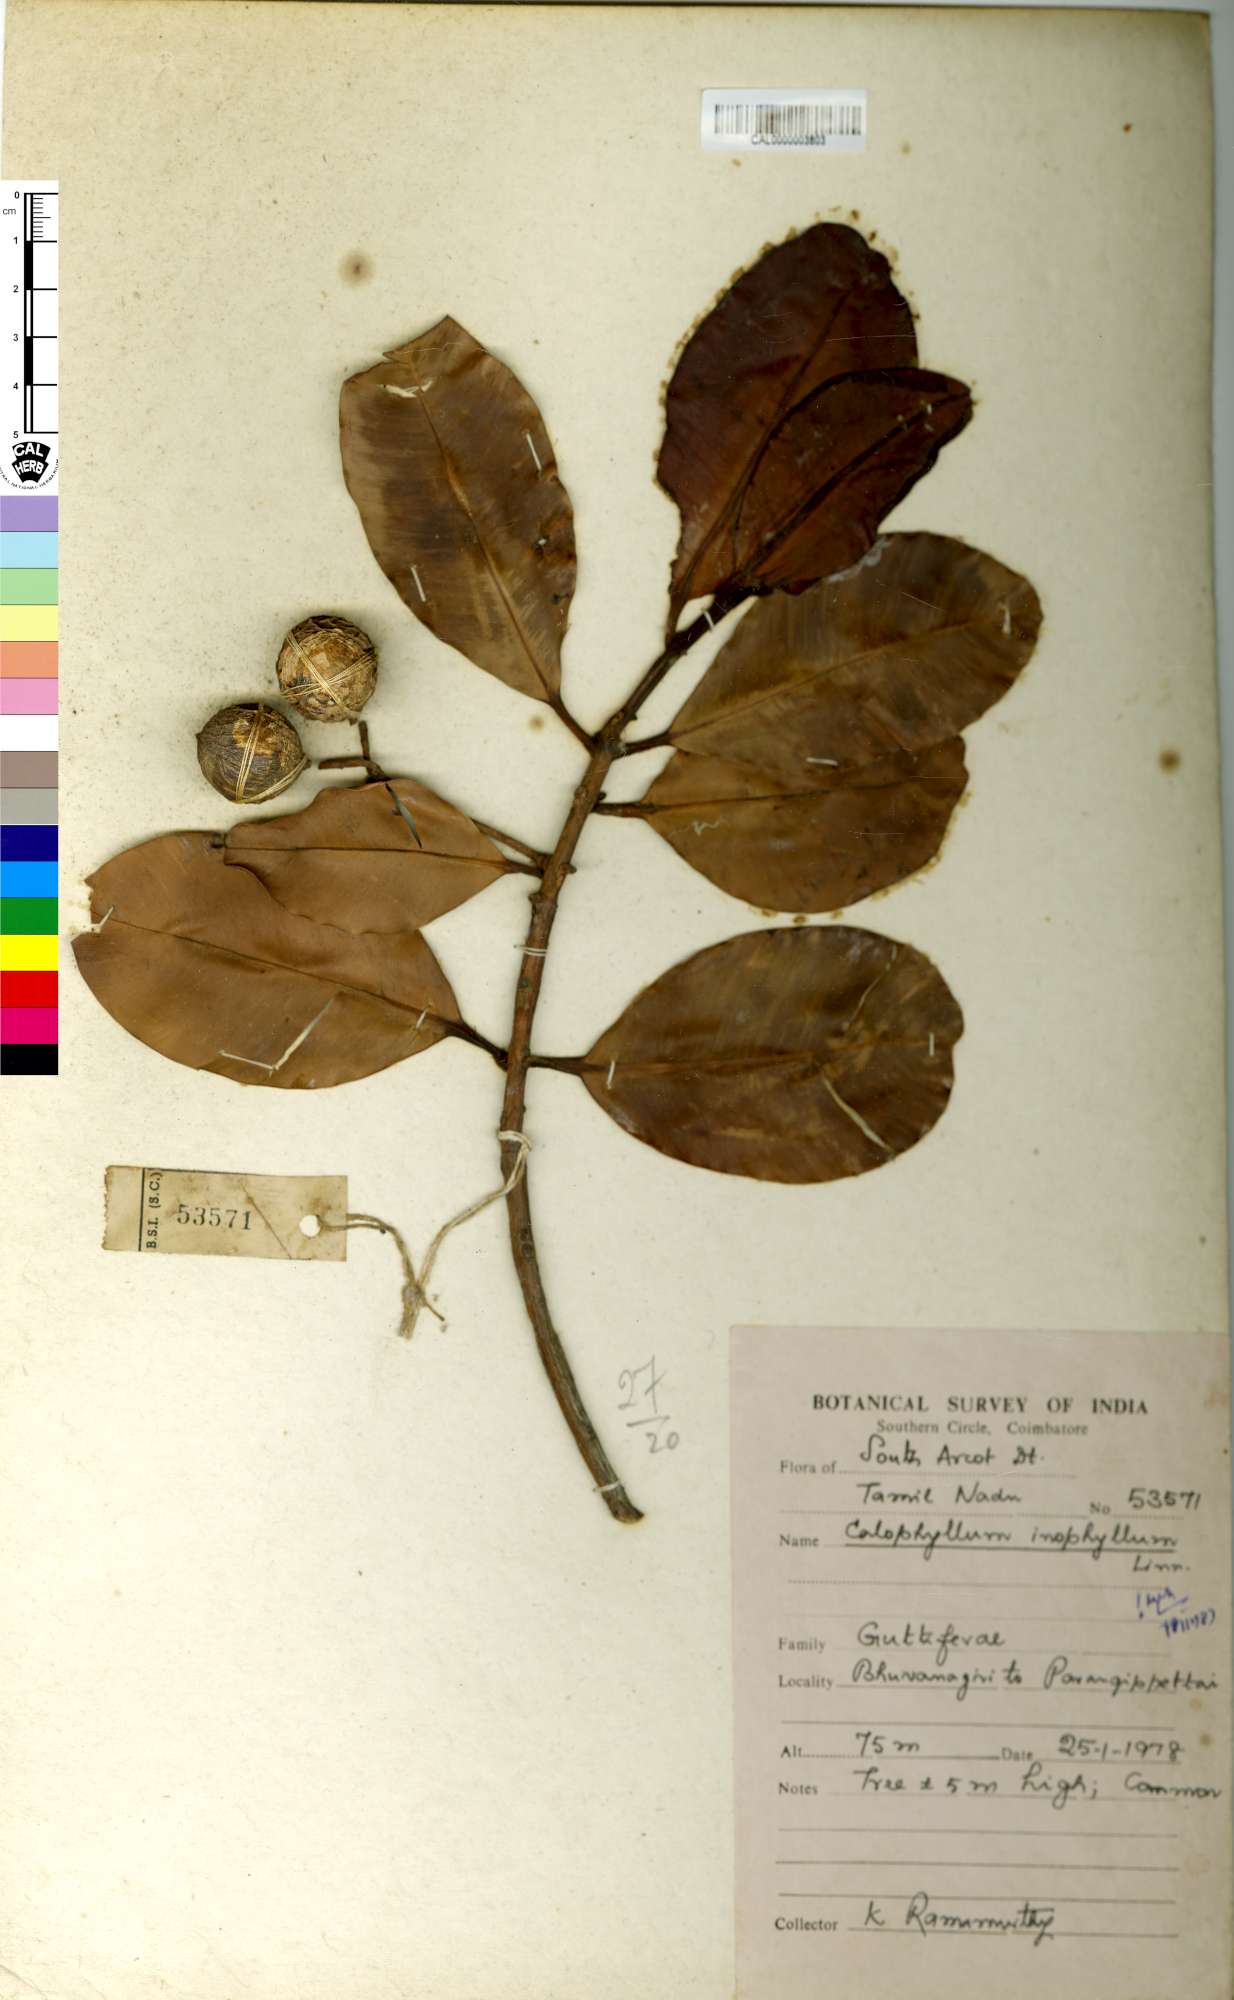 CAL0000003803
0
cm
1
2
3
4
5
CAL
HERB
B.S.I. (S.C.)
53571
27
20
BOTANICAL SURVEY OF INDIA
Southern Circle, Coimbatore
Flora of South Arcot Dt.
Tamil Nadu No 53571
Name Calophyllum inophyllum
Linn.
Family Guttiferae
Locality Bhuvanagiri to Parangippettai
Alt. 75 m Date 25-1-1978
Notes Tree ± 5 m high; Common
Collector K Ramamurthy